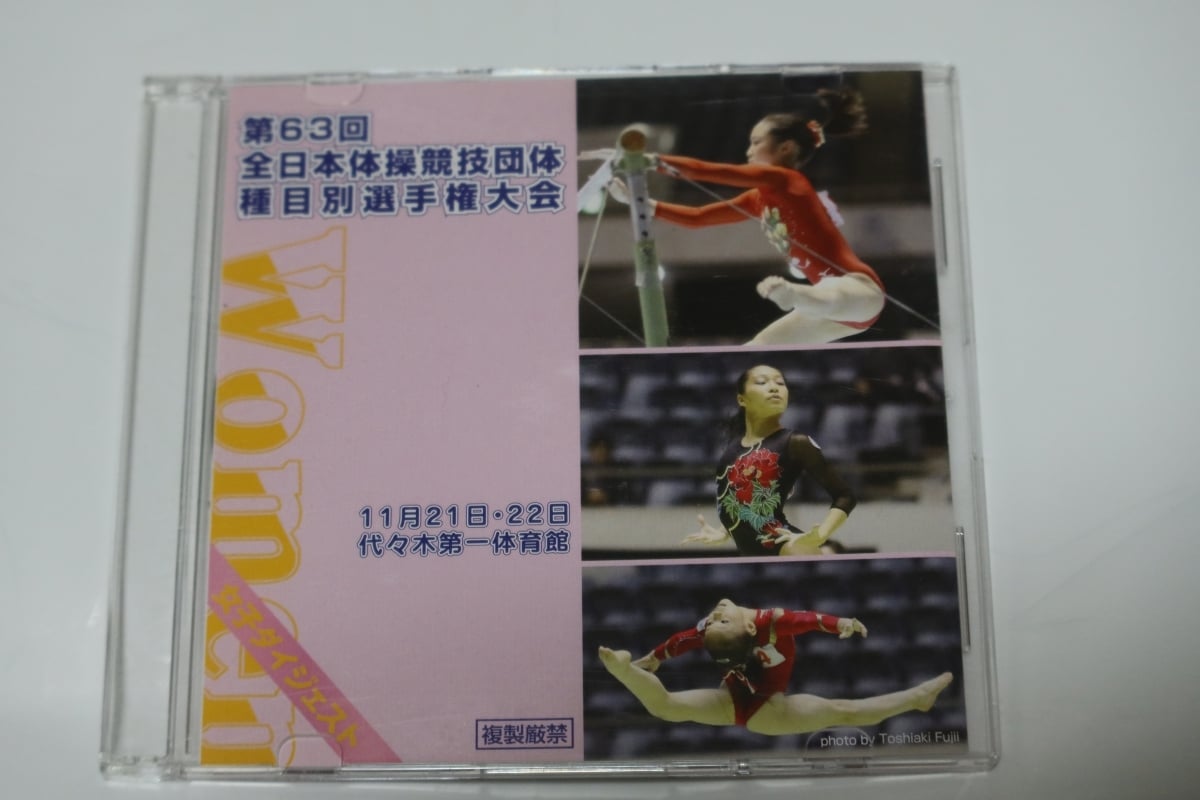 第63回
全日本体操競技団体
種目別選手権大会
Women
11月21日・22日
代々木第一体育館
女子ダイジェスト
複製厳禁
photo by Toshiaki Fujii